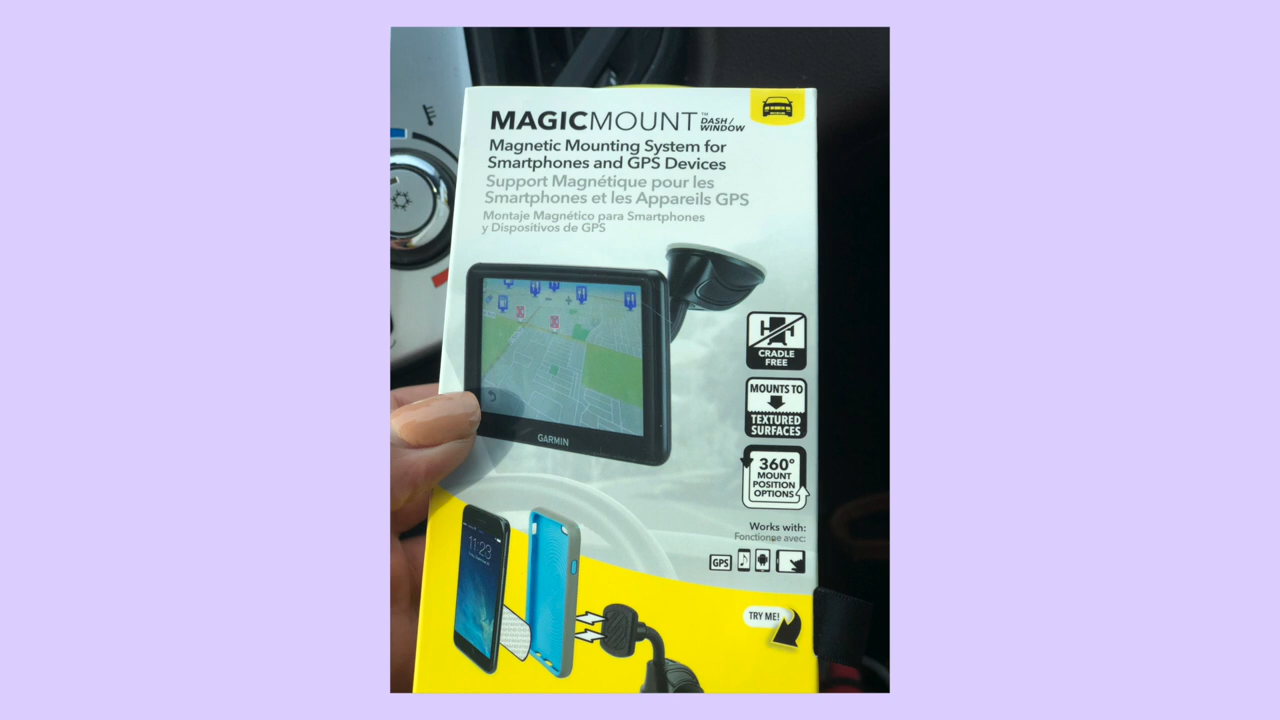 MAGICMOUNT™ DASH/
WINDOW
Magnetic Mounting System for
Smartphones and GPS Devices
Support Magnétique pour les
Smartphones et les Appareils GPS
Montaje Magnético para Smartphones
y Dispositivos de GPS
GARMIN
CRADLE
FREE
MOUNTS TO
TEXTURED
SURFACES
360°
MOUNT
POSITION
OPTIONS
Works with:
Fonctionne avec:
GPS
11:23
TRY ME!